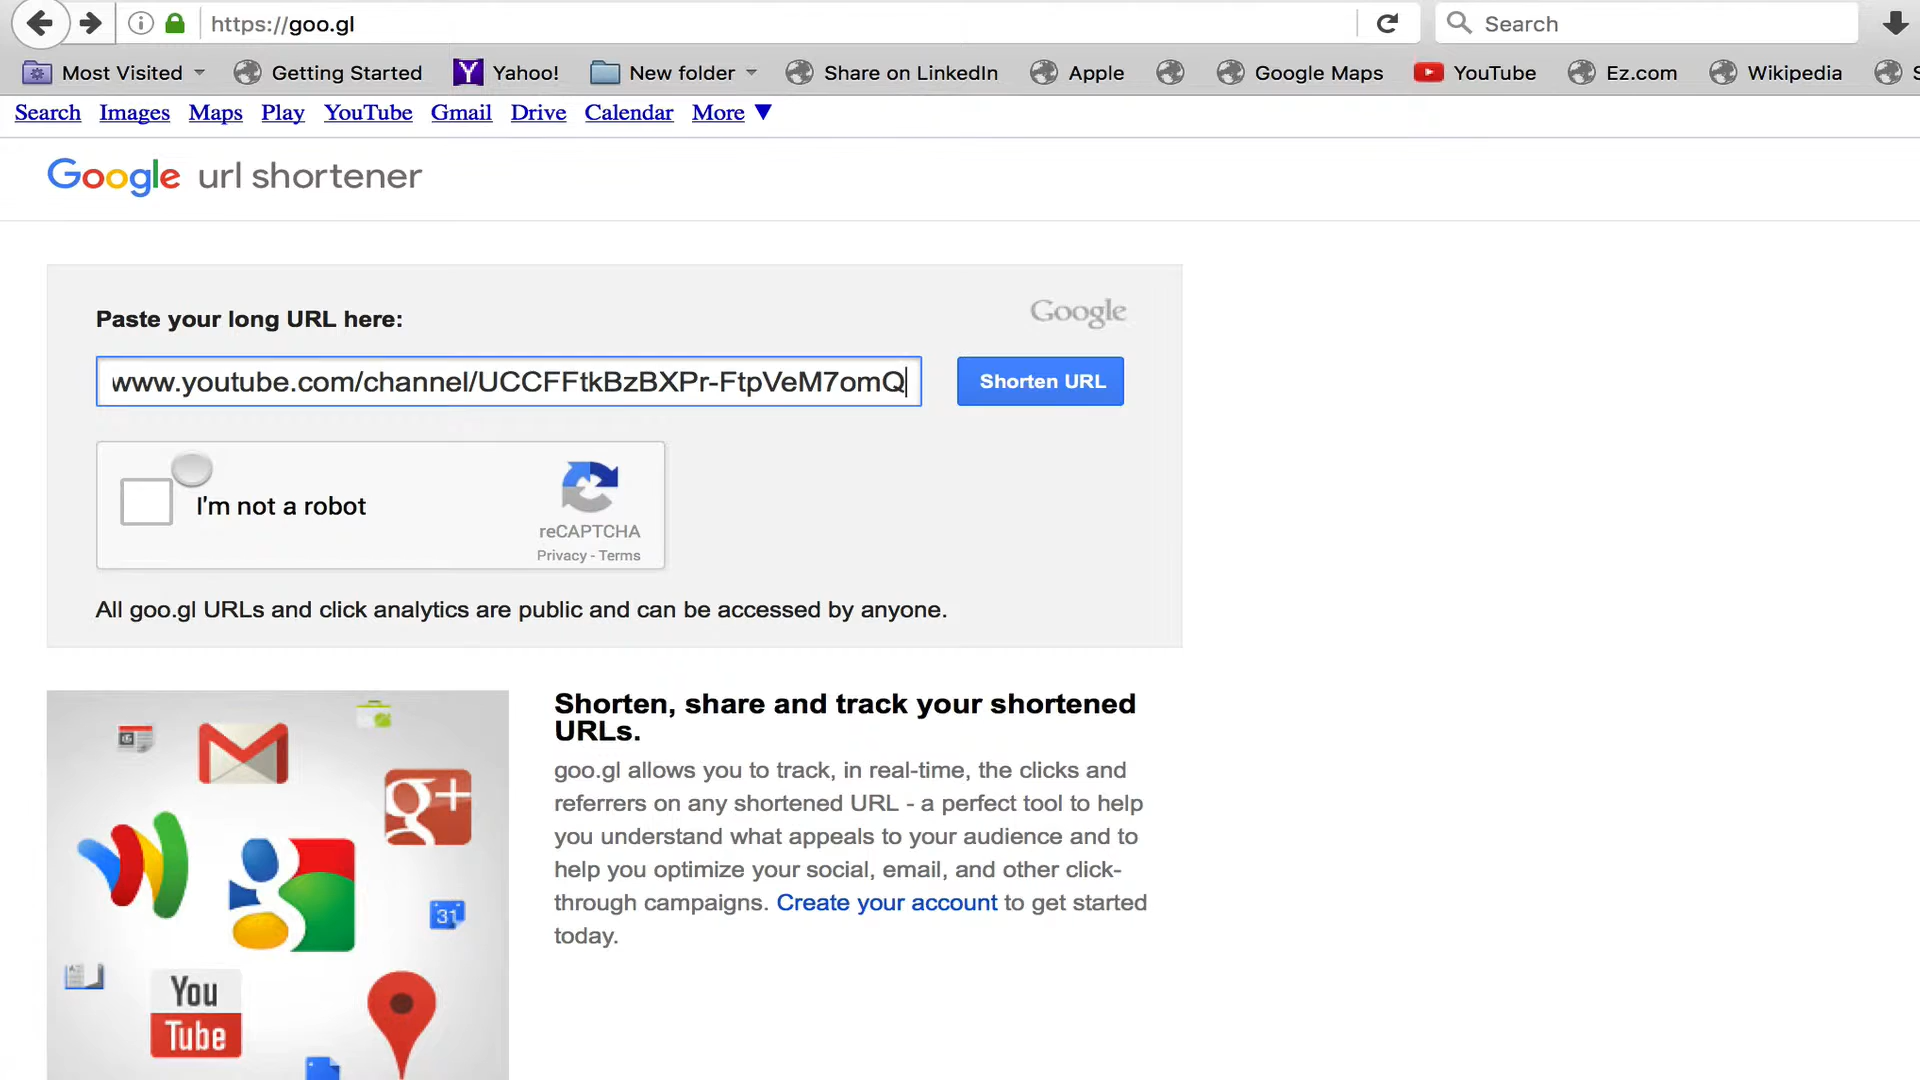 https://goo.gl
Search
Most Visited
Getting Started
Yahoo!
New folder
Share on LinkedIn
Apple
Google Maps
YouTube
Ez.com
Wikipedia
S
Search Images Maps Play YouTube Gmail Drive Calendar More ▼
Google url shortener
Paste your long URL here:
Google
www.youtube.com/channel/UCCFFtkBzBXPr-FtpVeM7omQ
Shorten URL
I'm not a robot
reCAPTCHA
Privacy - Terms
All goo.gl URLs and click analytics are public and can be accessed by anyone.
Shorten, share and track your shortened
URLs.
goo.gl allows you to track, in real-time, the clicks and
referrers on any shortened URL - a perfect tool to help
you understand what appeals to your audience and to
help you optimize your social, email, and other click-
through campaigns. Create your account to get started
today.
g+
31
You
Tube